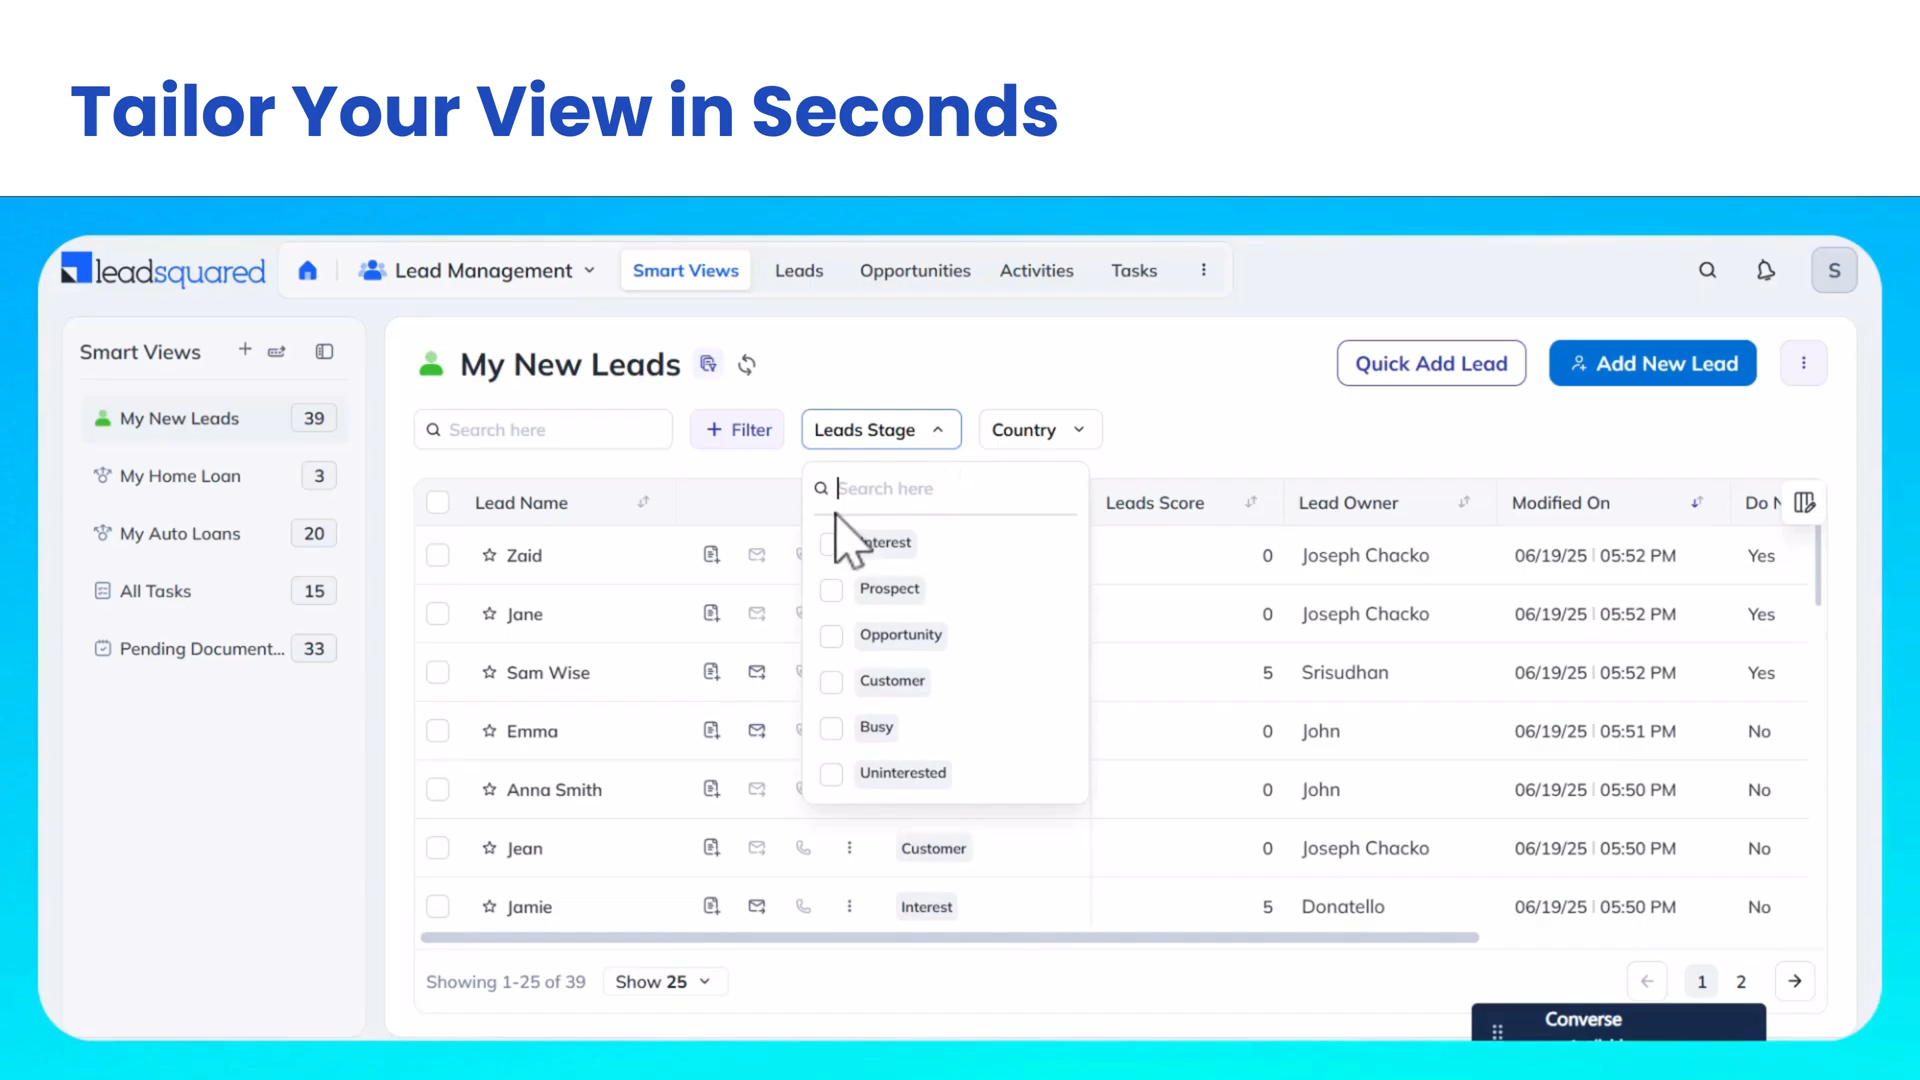 Tailor Your View in Seconds
leadsquared
Lead Management
Smart Views
Leads
Opportunities
Activities
Tasks
S
Smart Views
My New Leads 39
My Home Loan 3
My Auto Loans 20
All Tasks 15
Pending Document... 33
My New Leads
Quick Add Lead
Add New Lead
Search here
+ Filter
Leads Stage
Country
Search here
Prospect
Opportunity
Customer
Busy
Uninterested
Lead Name Leads Score Lead Owner Modified On Do
Zaid 0 Joseph Chacko 06/19/25 | 05:52 PM Yes
Jane 0 Joseph Chacko 06/19/25 | 05:52 PM Yes
Sam Wise 5 Srisudhan 06/19/25 | 05:52 PM Yes
Emma 0 John 06/19/25 | 05:51 PM No
Anna Smith 0 John 06/19/25 | 05:50 PM No
Jean Customer 0 Joseph Chacko 06/19/25 | 05:50 PM No
Jamie Interest 5 Donatello 06/19/25 | 05:50 PM No
Showing 1-25 of 39
Show 25
1 2
Converse